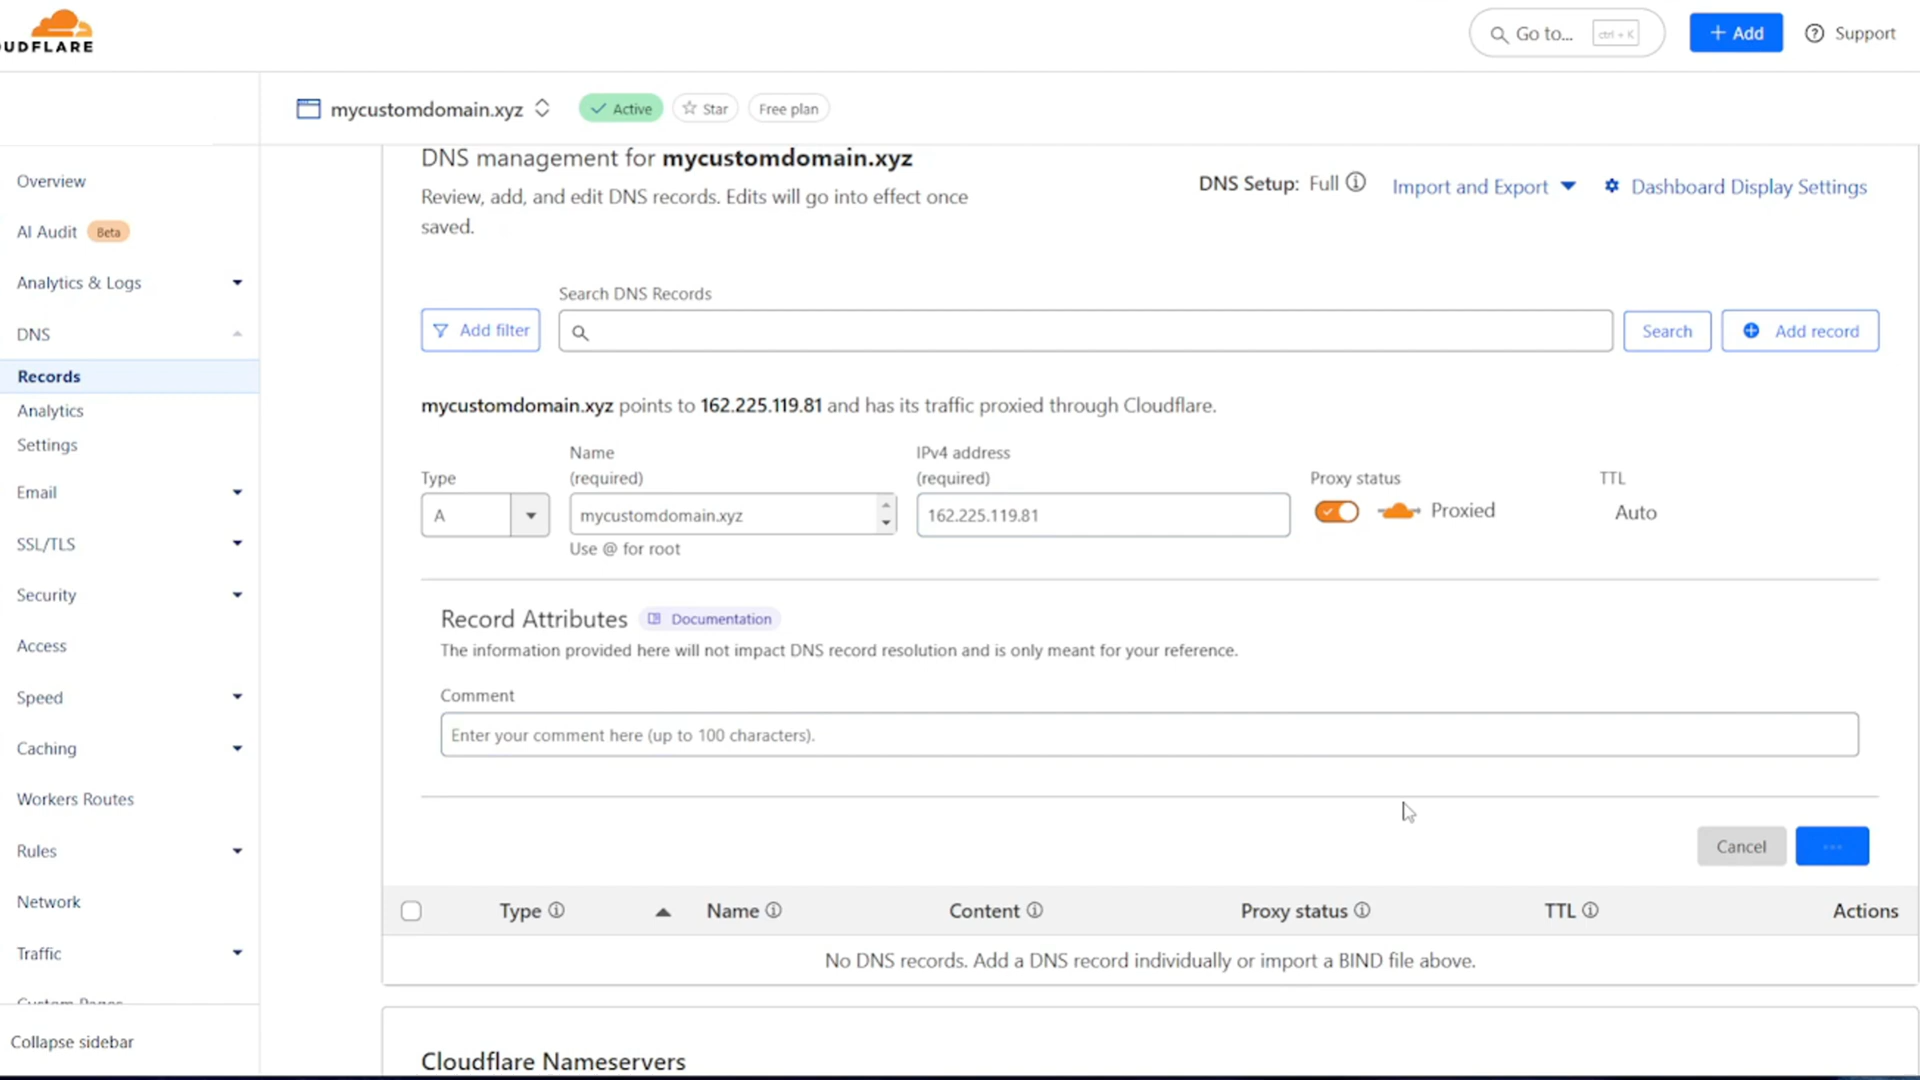 OUDFLARE
Go to...
ctrl + K
+ Add
Support
mycustomdomain.xyz
Active
Star
Free plan
Overview
AI Audit Beta
Analytics & Logs
DNS
Records
Analytics
Settings
Email
SSL/TLS
Security
Access
Speed
Caching
Workers Routes
Rules
Network
Traffic
Custom Pages
Collapse sidebar
DNS management for mycustomdomain.xyz
Review, add, and edit DNS records. Edits will go into effect once
saved.
DNS Setup: Full
Import and Export
Dashboard Display Settings
Search DNS Records
Add filter
Search
Add record
mycustomdomain.xyz points to 162.225.119.81 and has its traffic proxied through Cloudflare.
Type
Name
(required)
IPv4 address
(required)
Proxy status
TTL
A
mycustomdomain.xyz
162.225.119.81
Proxied
Auto
Use @ for root
Record Attributes
Documentation
The information provided here will not impact DNS record resolution and is only meant for your reference.
Comment
Enter your comment here (up to 100 characters).
Cancel
...
Type
Name
Content
Proxy status
TTL
Actions
No DNS records. Add a DNS record individually or import a BIND file above.
Cloudflare Nameservers